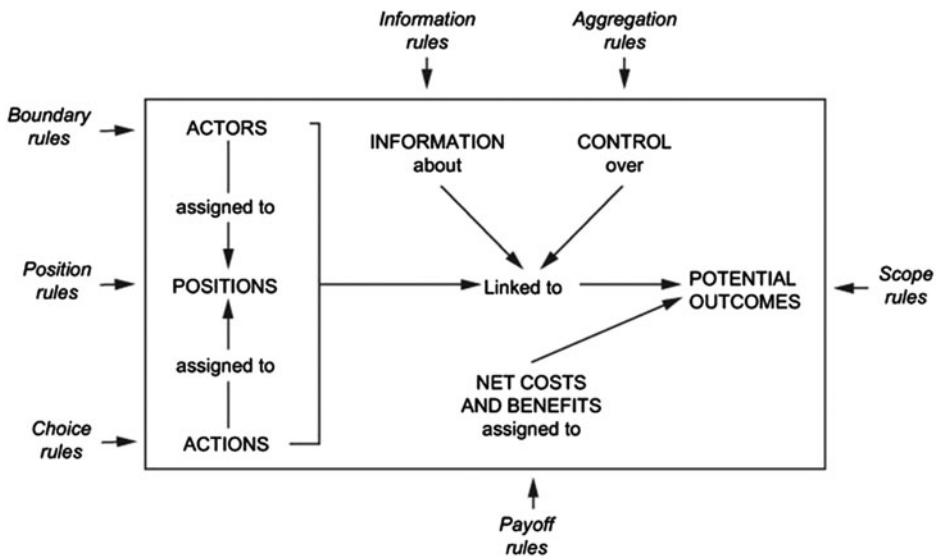 Information
rules
Aggregation
rules
Boundary
rules
ACTORS
INFORMATION
about
CONTROL
over
assigned to
Position
rules
POSITIONS
Linked to
POTENTIAL
OUTCOMES
Scope
rules
assigned to
NET COSTS
AND BENEFITS
assigned to
Choice
rules
ACTIONS
Payoff
rules